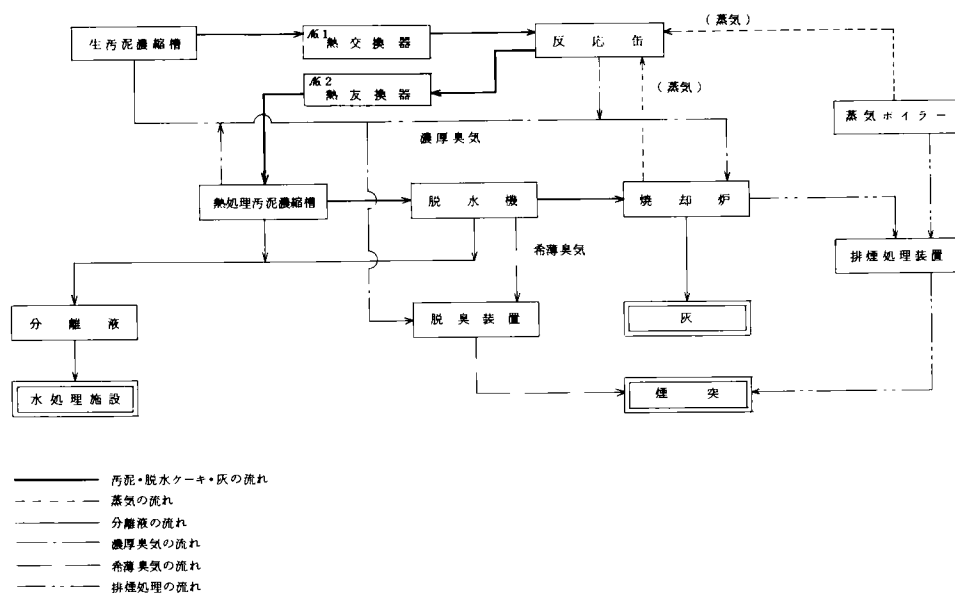 (蒸気)
生汚泥濃縮槽
№1
熱交換器
反応缶
№2
熱友換器
(蒸気)
蒸気ボイラー
濃厚臭気
熱処理汚泥濃縮槽
脱水機
焼却炉
希薄臭気
排煙処理装置
分離液
脱臭装置
灰
水処理施設
煙突
汚泥・脱水ケーキ・灰の流れ
蒸気の流れ
分離液の流れ
濃厚臭気の流れ
希薄臭気の流れ
排煙処理の流れ